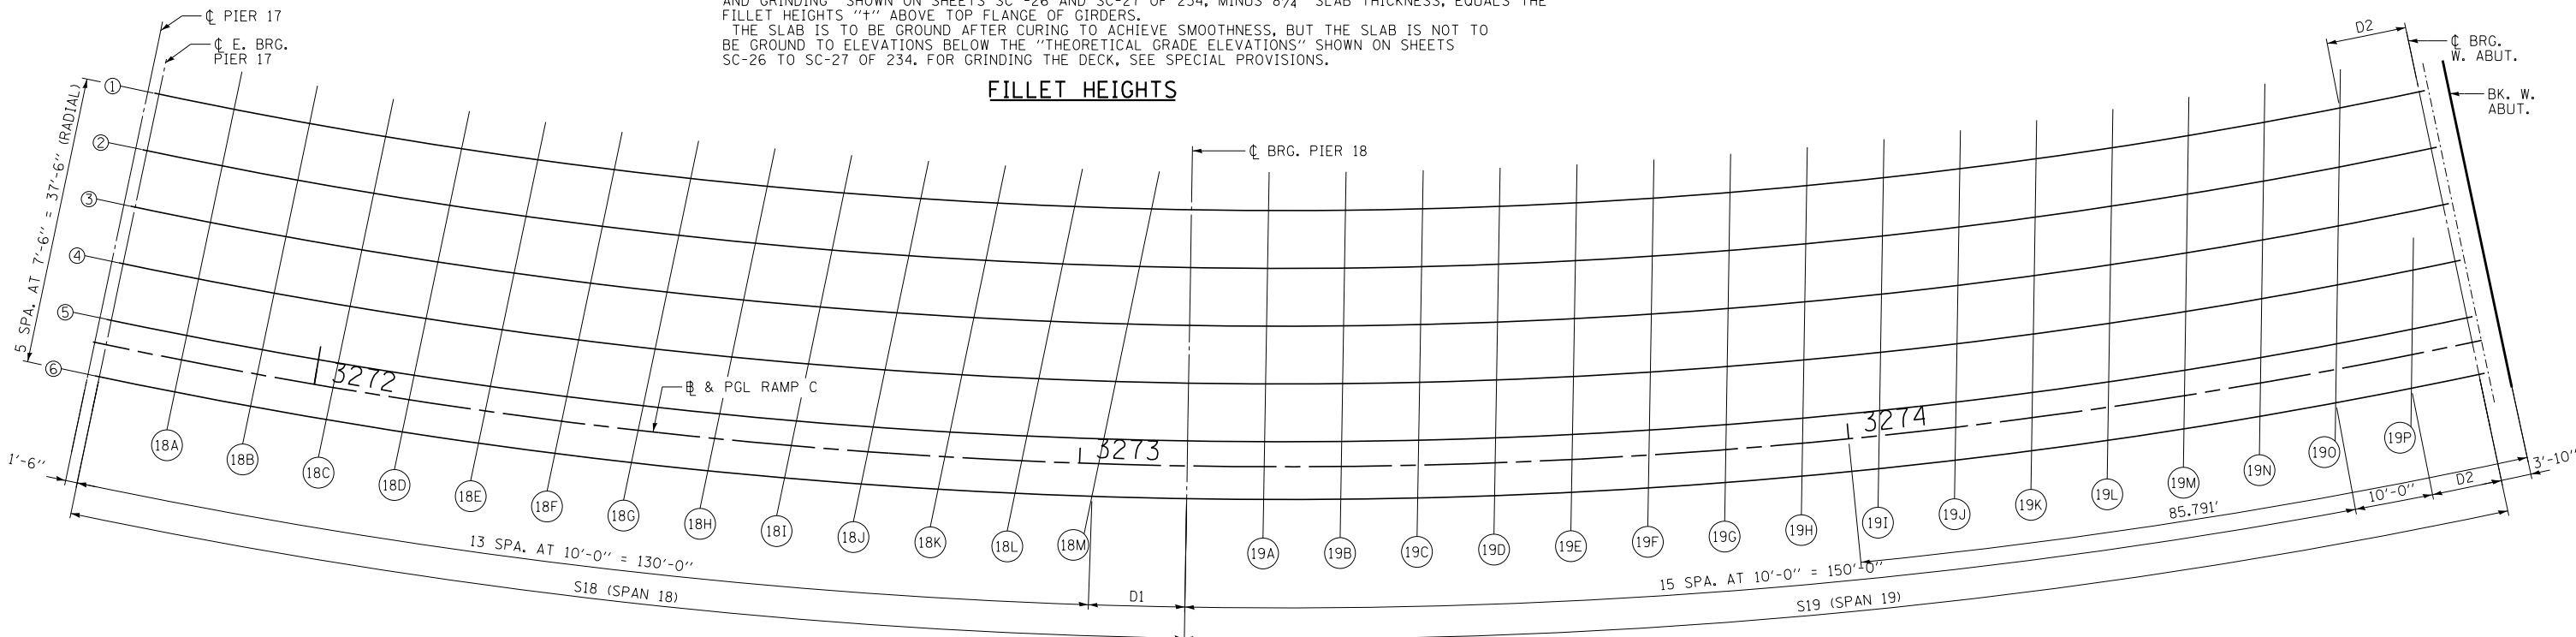 AND GRINDING" SHOWN ON SHEETS SC -26 AND SC-27 OF 234, MINUS 8¾" SLAB THICKNESS, EQUALS THE
FILLET HEIGHTS "t" ABOVE TOP FLANGE OF GIRDERS.
THE SLAB IS TO BE GROUND AFTER CURING TO ACHIEVE SMOOTHNESS, BUT THE SLAB IS NOT TO
BE GROUND TO ELEVATIONS BELOW THE "THEORETICAL GRADE ELEVATIONS" SHOWN ON SHEETS
SC-26 TO SC-27 OF 234. FOR GRINDING THE DECK, SEE SPECIAL PROVISIONS.
FILLET HEIGHTS
℄ PIER 17
℄ E. BRG.
PIER 17
D2
℄ BRG.
W. ABUT.
BK. W.
ABUT.
℄ BRG. PIER 18
5 SPA. AT 7'-6" = 37'-6" (RADIAL)
1
2
3
4
5
6
3272
B̲L̲ & PGL RAMP C
3273
3274
18A
18B
18C
18D
18E
18F
18G
18H
18I
18J
18K
18L
18M
19A
19B
19C
19D
19E
19F
19G
19H
19I
19J
19K
19L
19M
19N
19O
19P
1'-6"
13 SPA. AT 10'-0" = 130'-0"
D1
S18 (SPAN 18)
15 SPA. AT 10'-0" = 150'-0"
85.791'
10'-0"
D2
3'-10"
S19 (SPAN 19)